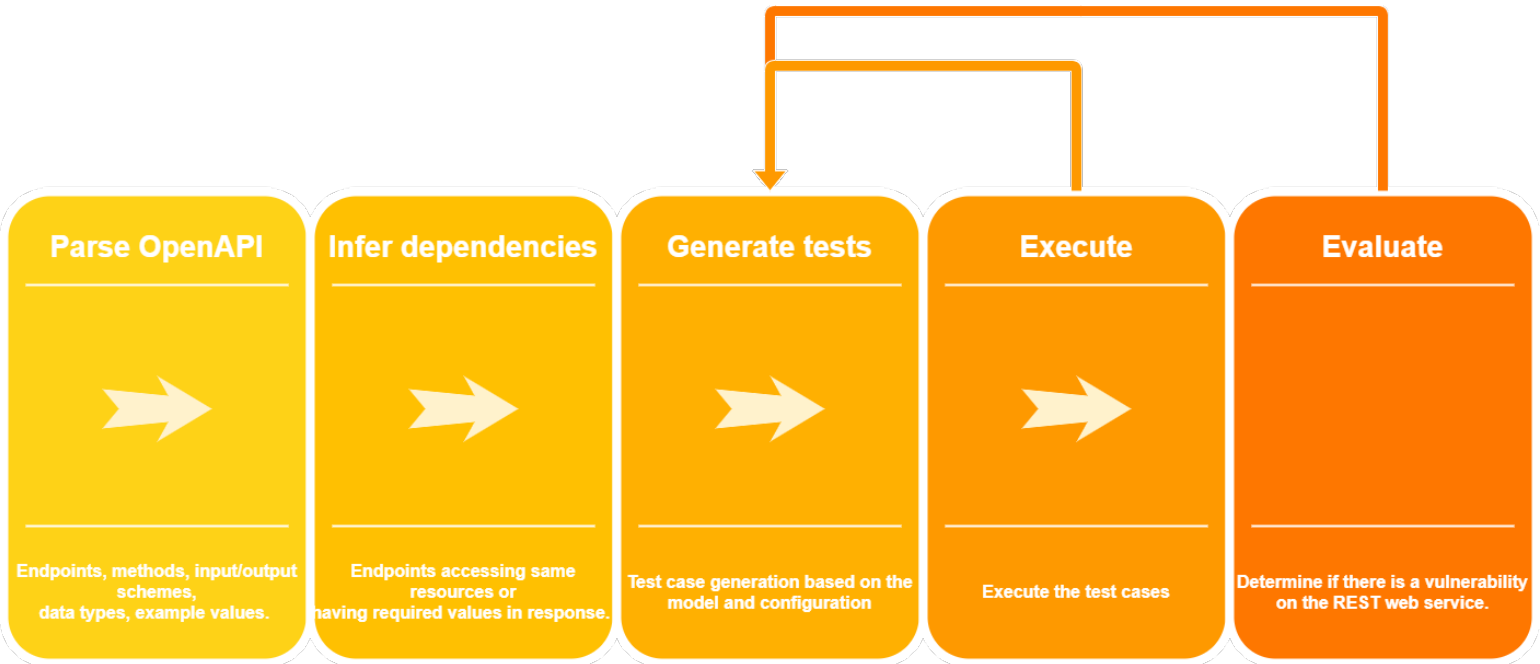 Parse OpenAPI
Endpoints, methods, input/output
schemes,
data types, example values.
Infer dependencies
Endpoints accessing same
resources or
having required values in response.
Generate tests
Test case generation based on the
model and configuration
Execute
Execute the test cases
Evaluate
Determine if there is a vulnerability
on the REST web service.